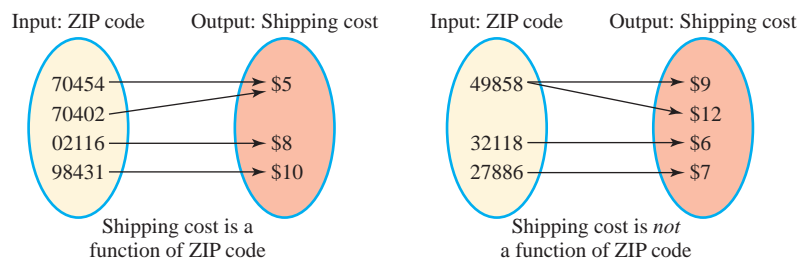 Input: ZIP code Output: Shipping cost
70454 $5
70402
02116 $8
98431 $10
Shipping cost is a
function of ZIP code
Input: ZIP code Output: Shipping cost
49858 $9
$12
32118 $6
27886 $7
Shipping cost is not
a function of ZIP code